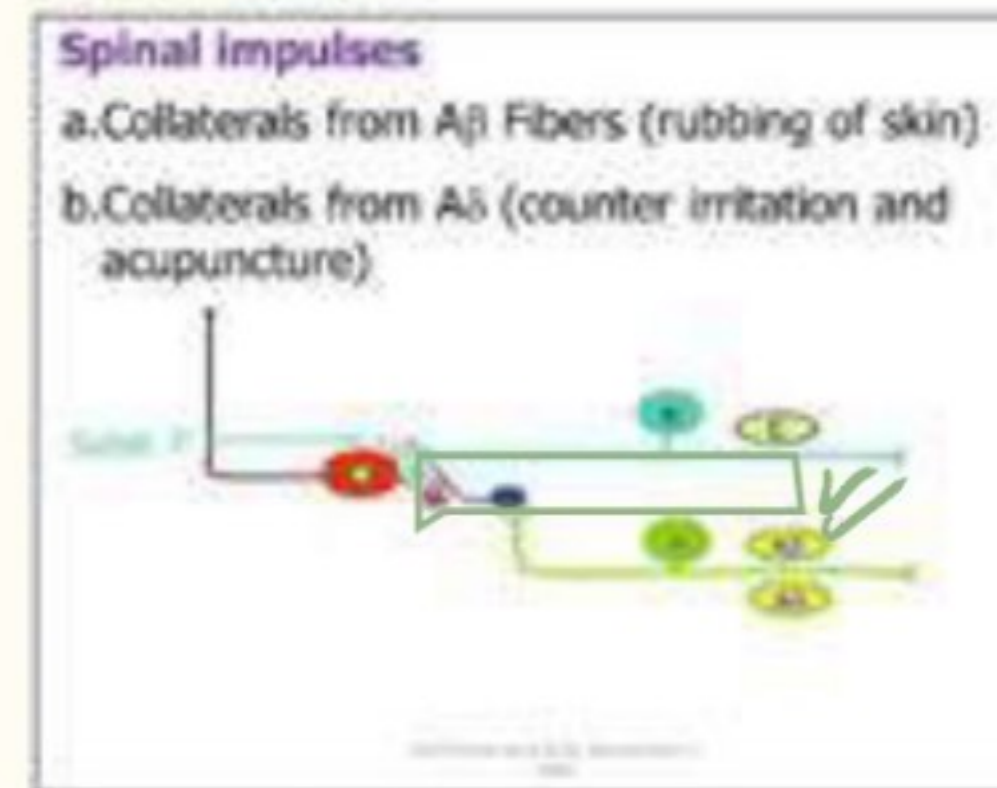 Spinal impulses
a.Collaterals from Aβ Fibers (rubbing of skin)
b.Collaterals from Aδ (counter irritation and
acupuncture)
C